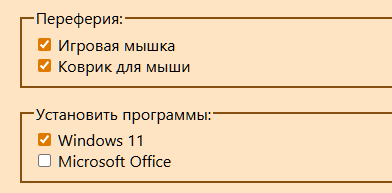 Переферия:
Игровая мышка
Коврик для мыши
Установить программы:
Windows 11
Microsoft Office